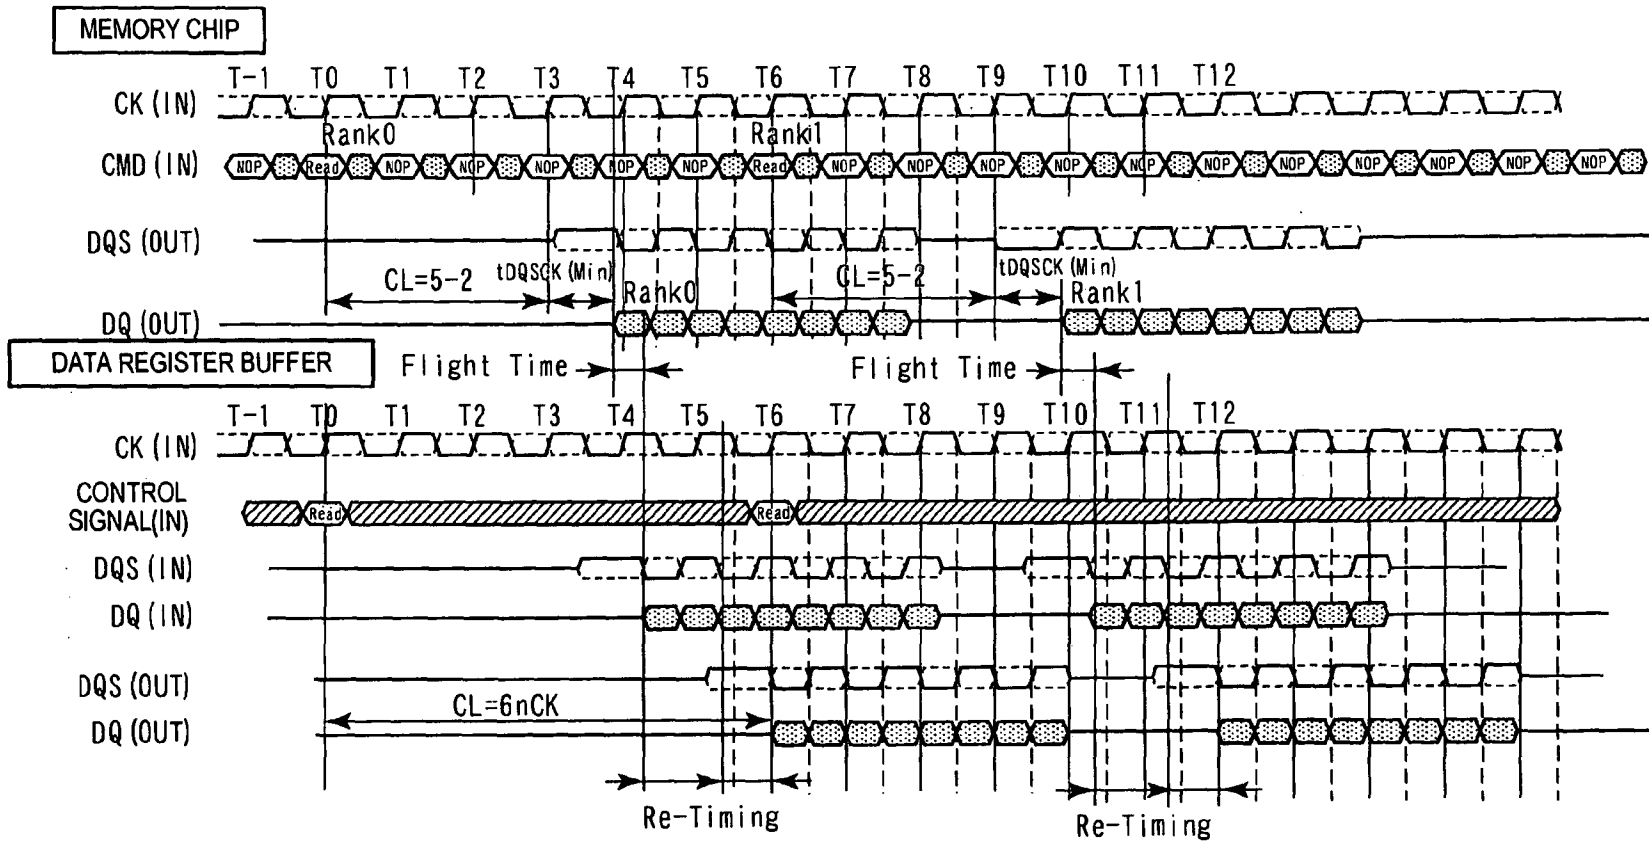 MEMORY CHIP
T-1 T0 T1 T2 T3 T4 T5 T6 T7 T8 T9 T10 T11 T12
CK (IN)
Rank0 Rank1
CMD (IN) NOP Read NOP NOP NOP NOP NOP Read NOP NOP NOP NOP NOP NOP NOP NOP NOP NOP NOP
DQS (OUT)
CL=5-2 tDQSCK (Min) CL=5-2 tDQSCK (Min)
Rank0 Rank1
DQ (OUT)
DATA REGISTER BUFFER
Flight Time Flight Time
T-1 T0 T1 T2 T3 T4 T5 T6 T7 T8 T9 T10 T11 T12
CK (IN)
CONTROL
SIGNAL(IN) Read Read
DQS (IN)
DQ (IN)
DQS (OUT)
CL=6nCK
DQ (OUT)
Re-Timing Re-Timing